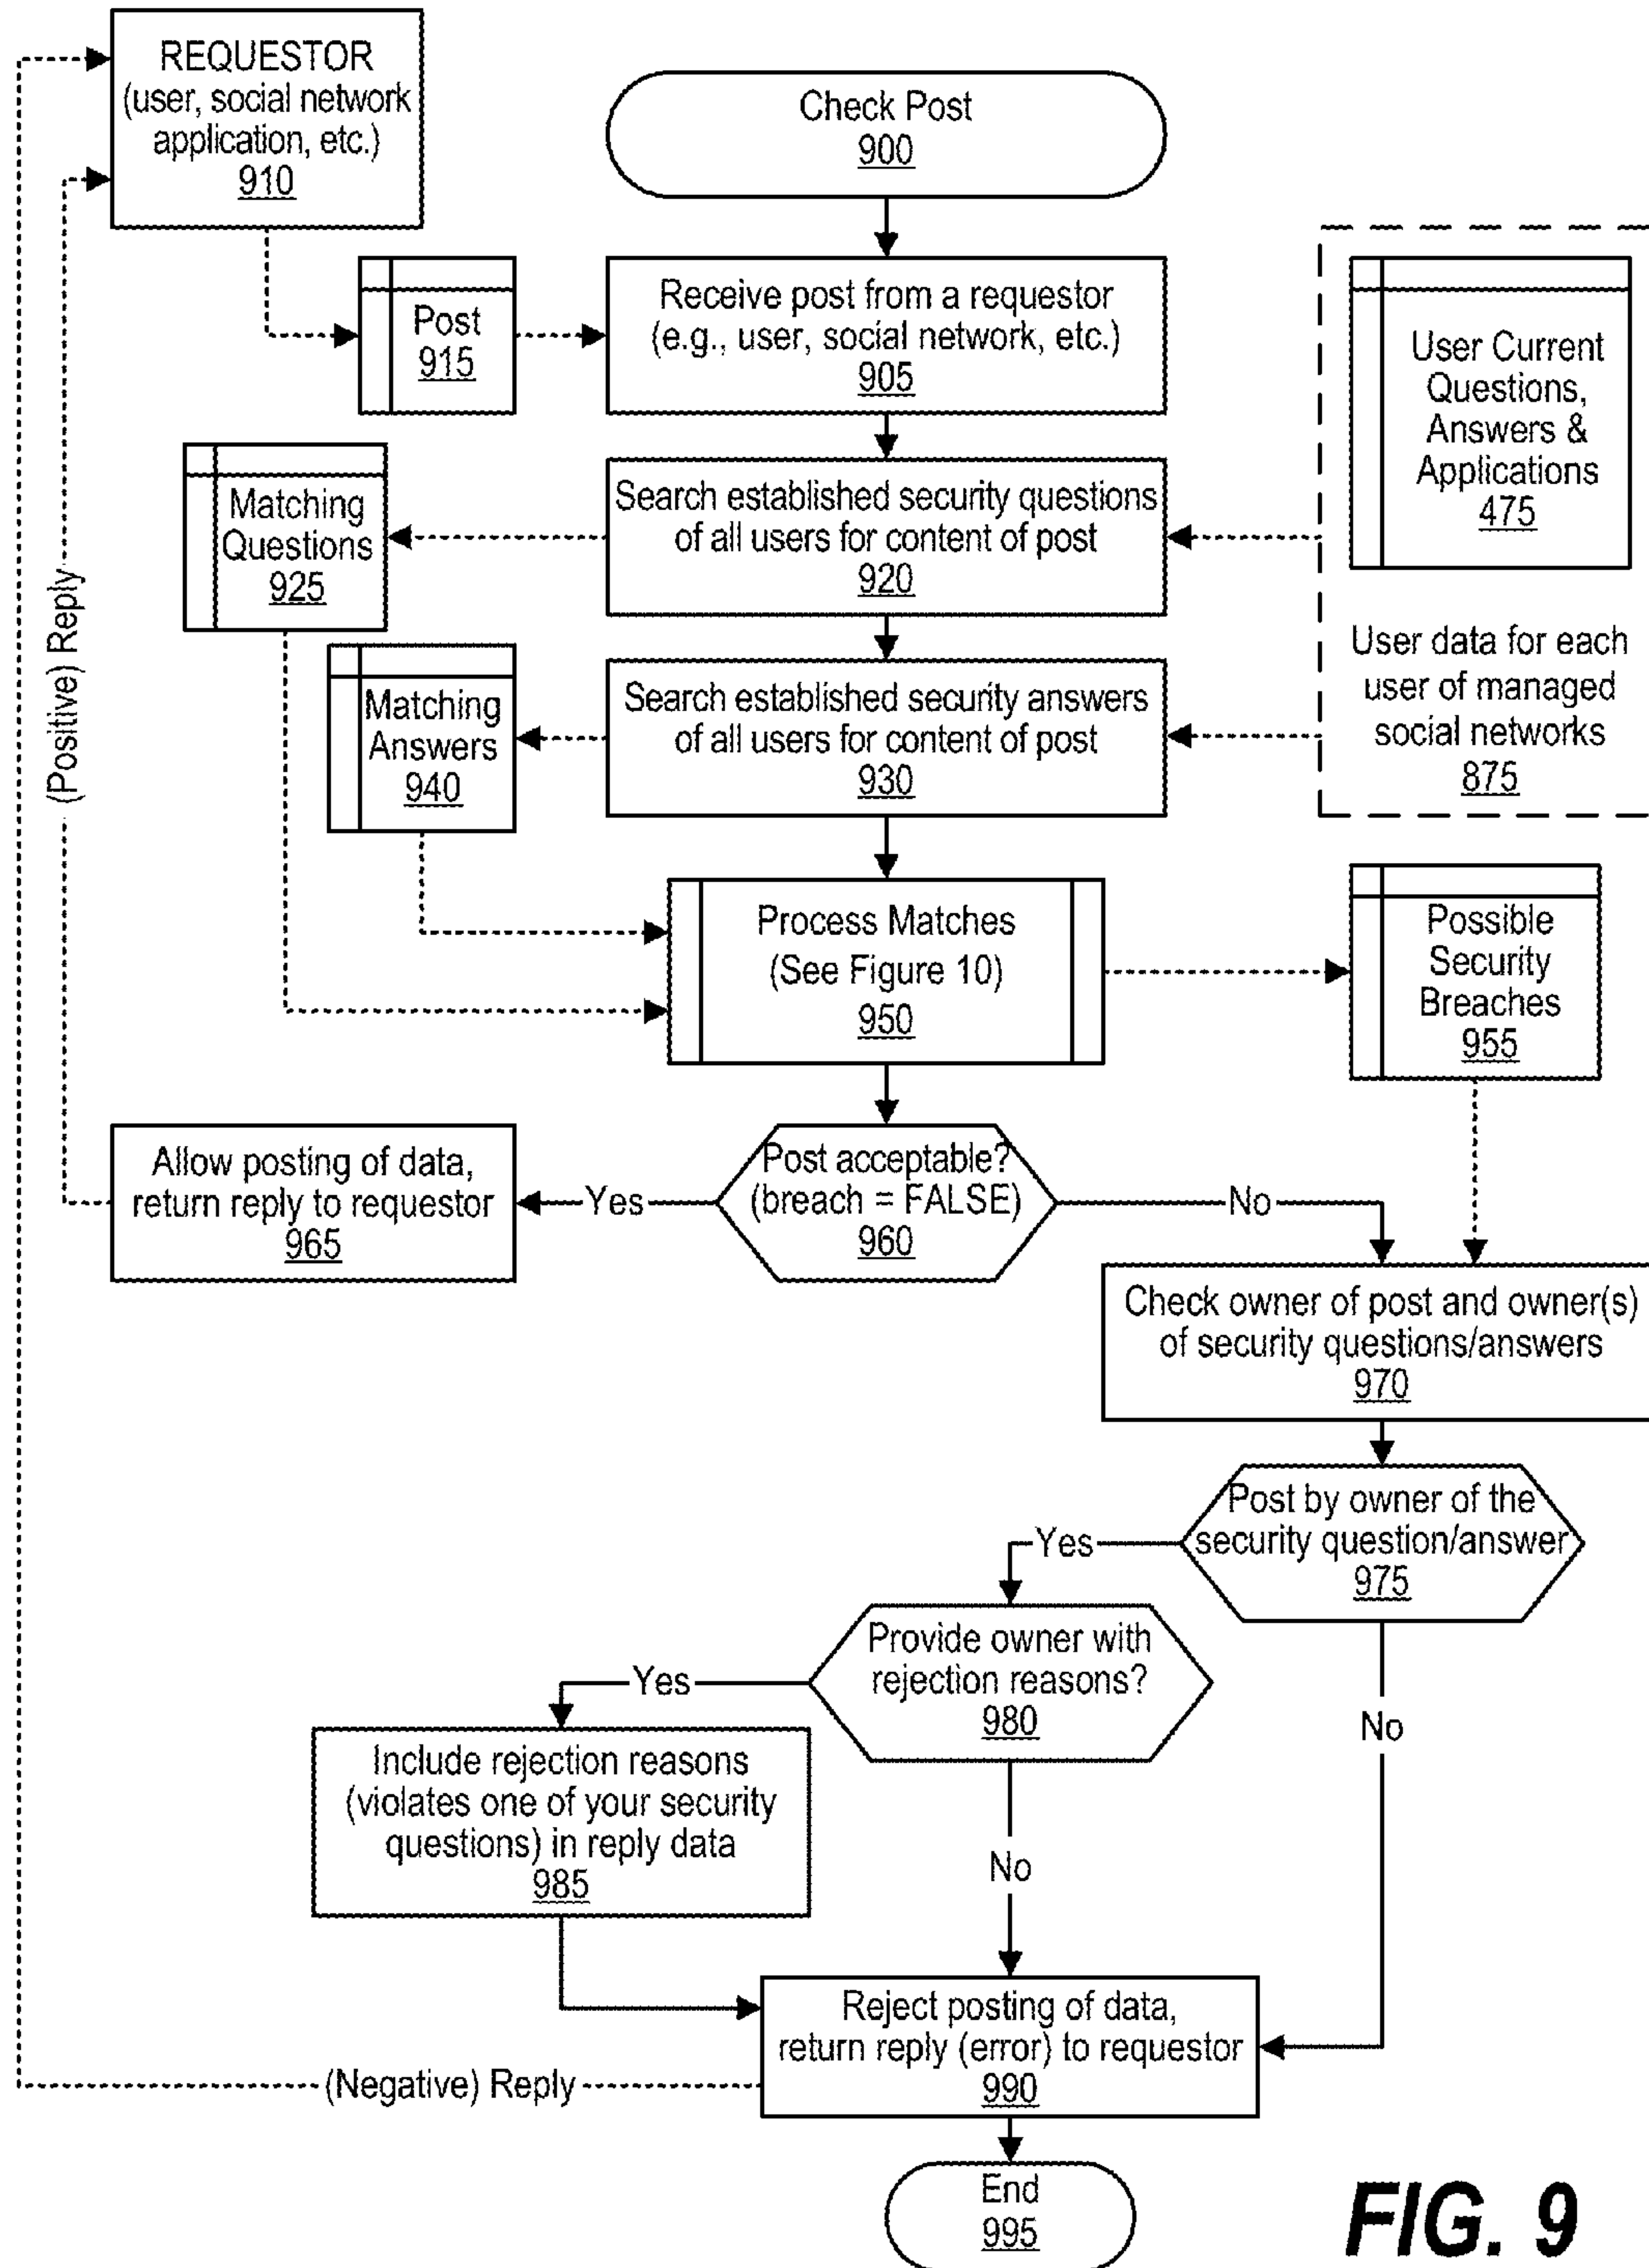 REQUESTOR
(user, social network
application, etc.)
910
Check Post
900
Post
915
Receive post from a requestor
(e.g., user, social network, etc.)
905
User Current
Questions,
Answers &
Applications
475
Matching
Questions
925
Search established security questions
of all users for content of post
920
User data for each
user of managed
social networks
875
Matching
Answers
940
Search established security answers
of all users for content of post
930
(Positive) Reply
Process Matches
(See Figure 10)
950
Possible
Security
Breaches
955
Allow posting of data,
return reply to requestor
965
Yes
Post acceptable?
(breach = FALSE)
960
No
Check owner of post and owner(s)
of security questions/answers
970
Post by owner of the
security question/answer
975
Yes
No
Provide owner with
rejection reasons?
980
Yes
No
Include rejection reasons
(violates one of your security
questions) in reply data
985
Reject posting of data,
return reply (error) to requestor
990
(Negative) Reply
End
995
FIG. 9